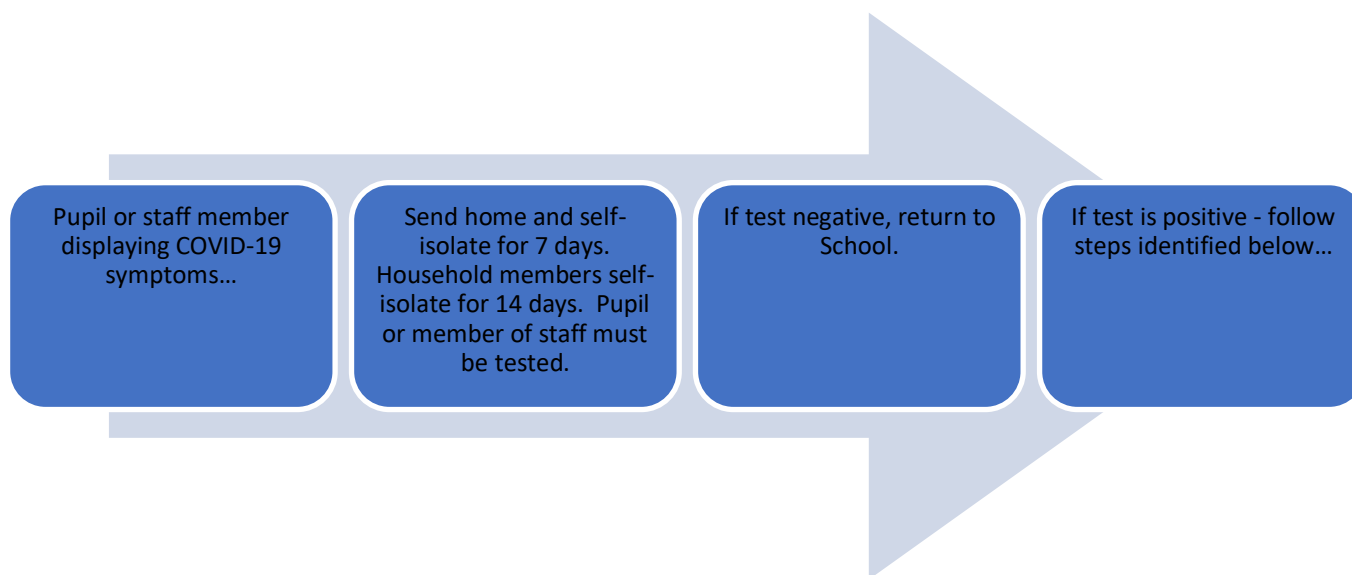 Pupil or staff member
displaying COVID-19
symptoms…
Send home and self-
isolate for 7 days.
Household members self-
isolate for 14 days.  Pupil
or member of staff must
be tested.
If test negative, return to
School.
If test is positive - follow
steps identified below…